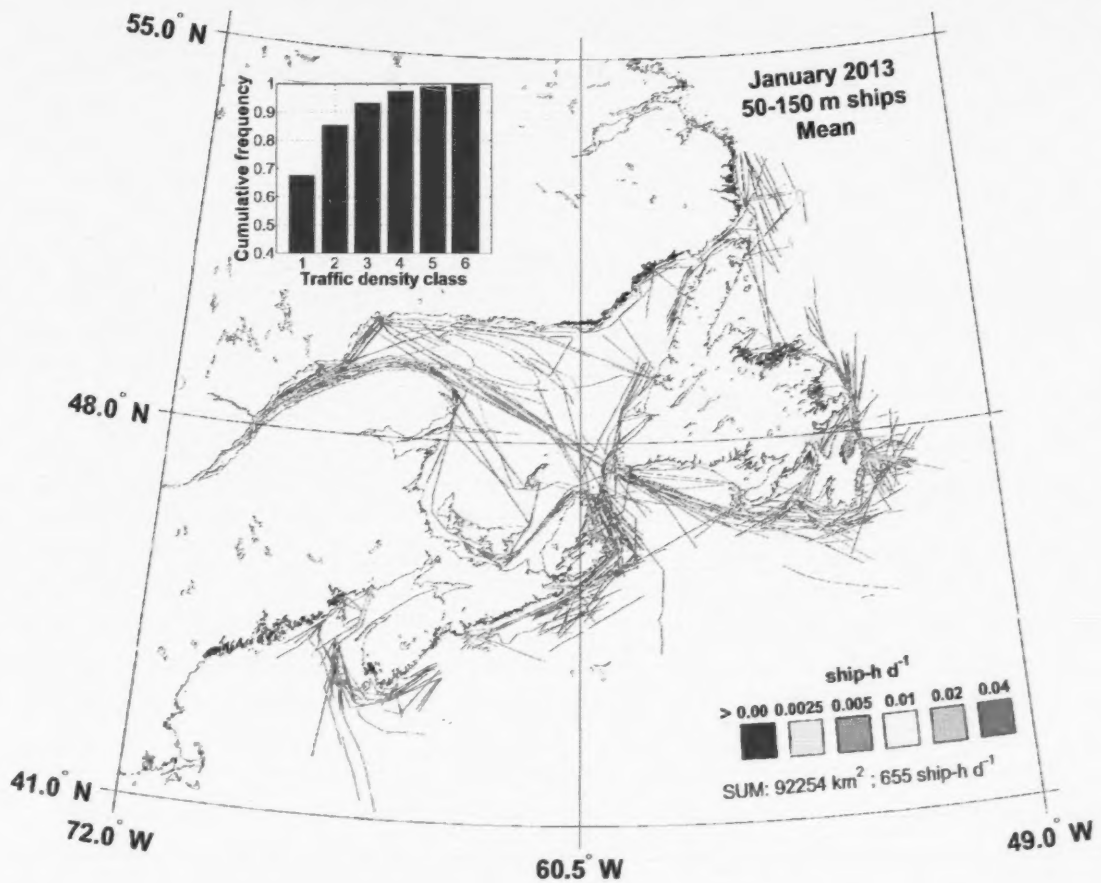 55.0° N
January 2013
50-150 m ships
Mean
Cumulative frequency
1
0.9
0.8
0.7
0.6
0.5
0.4
1 2 3 4 5 6
Traffic density class
48.0° N
ship-h d⁻¹
> 0.00 0.0025 0.005 0.01 0.02 0.04
SUM: 92254 km² ; 655 ship-h d⁻¹
41.0° N
72.0° W
60.5° W
49.0° W